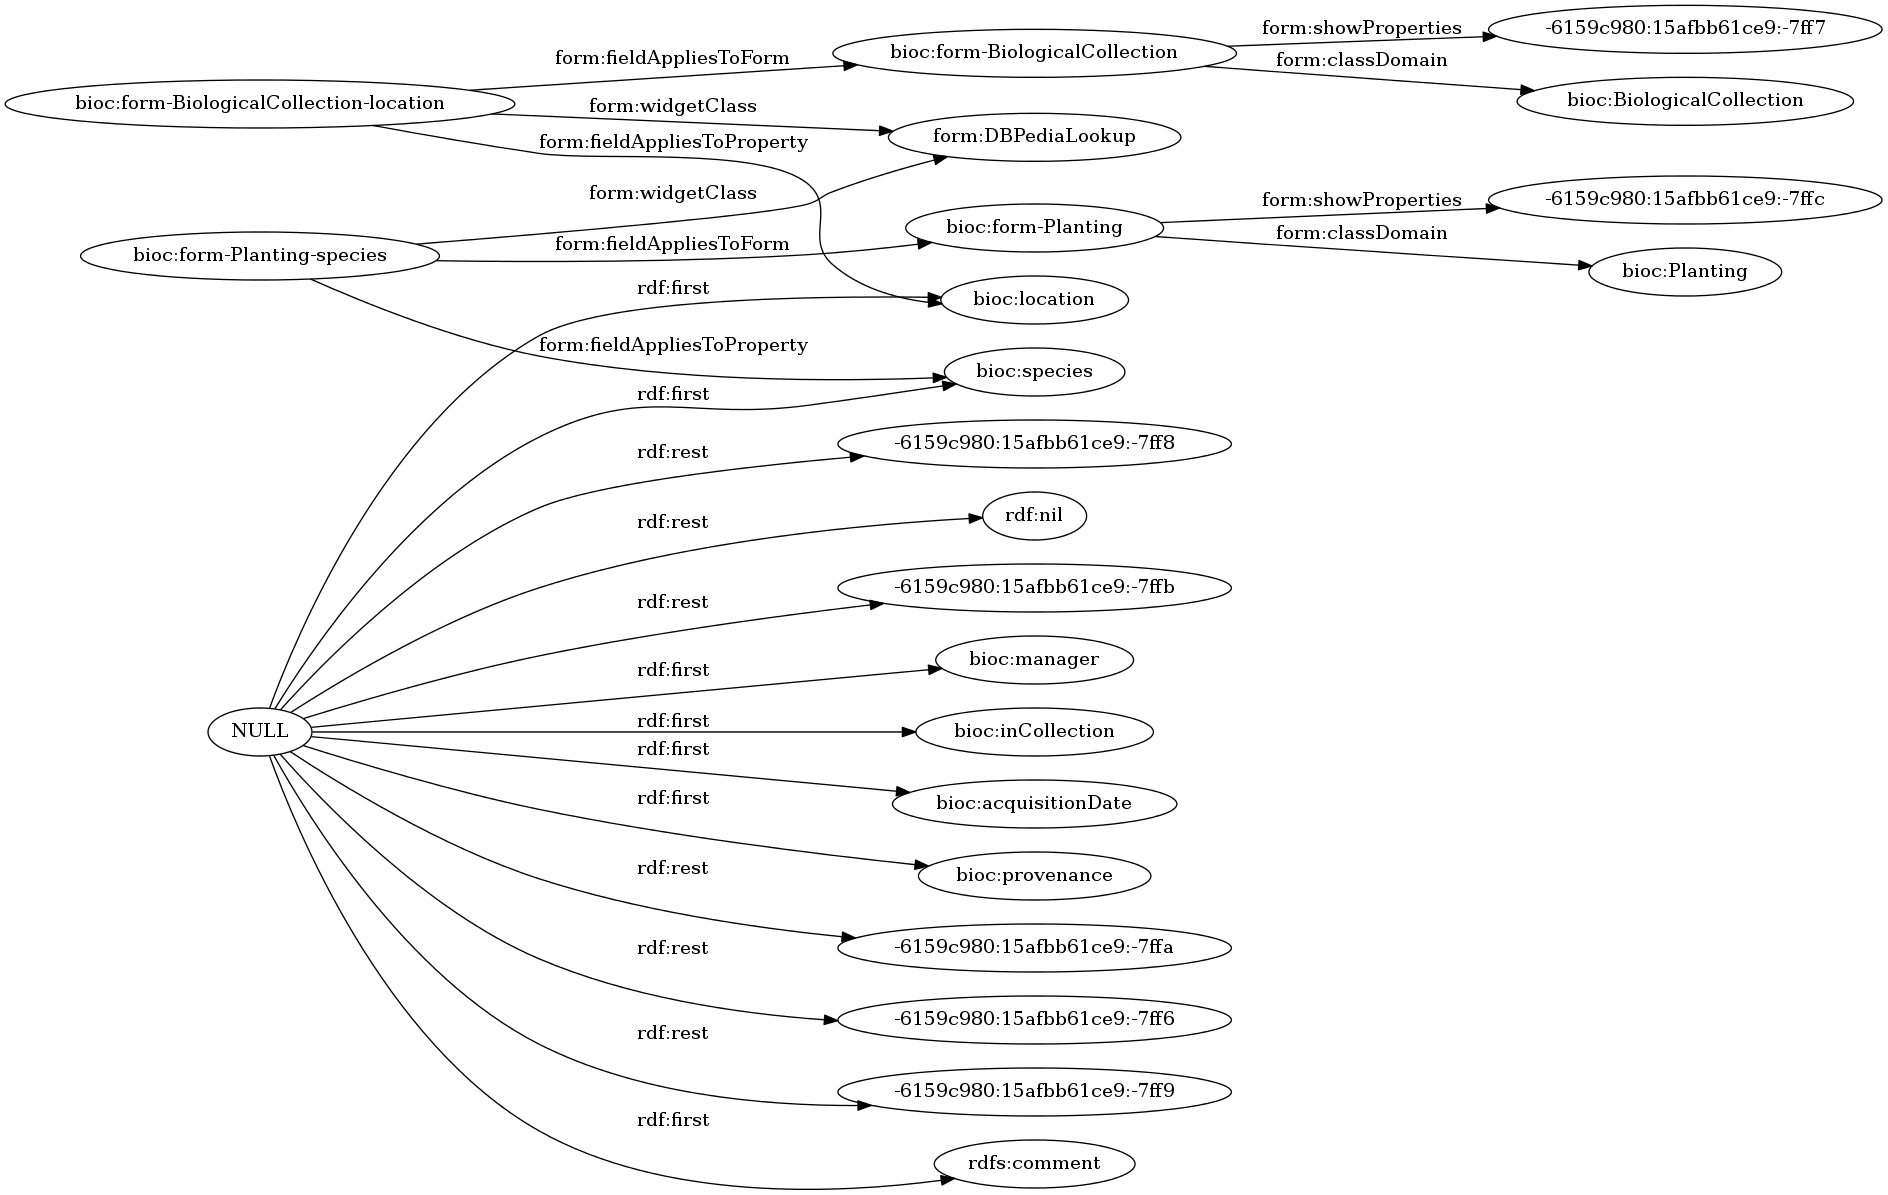 form:showProperties
-6159c980:15afbb61ce9:-7ff7
form:fieldAppliesToForm
bioc:form-BiologicalCollection
form:classDomain
bioc:form-BiologicalCollection-location
bioc:BiologicalCollection
form:widgetClass
form:DBPediaLookup
form:fieldAppliesToProperty
form:widgetClass
form:showProperties
-6159c980:15afbb61ce9:-7ffc
bioc:form-Planting
form:classDomain
form:fieldAppliesToForm
bioc:form-Planting-species
bioc:Planting
rdf:first
bioc:location
form:fieldAppliesToProperty
bioc:species
rdf:first
rdf:rest
-6159c980:15afbb61ce9:-7ff8
rdf:rest
rdf:nil
rdf:rest
-6159c980:15afbb61ce9:-7ffb
rdf:first
bioc:manager
rdf:first
NULL
bioc:inCollection
rdf:first
bioc:acquisitionDate
rdf:first
bioc:provenance
rdf:rest
-6159c980:15afbb61ce9:-7ffa
rdf:rest
-6159c980:15afbb61ce9:-7ff6
rdf:rest
-6159c980:15afbb61ce9:-7ff9
rdf:first
rdfs:comment